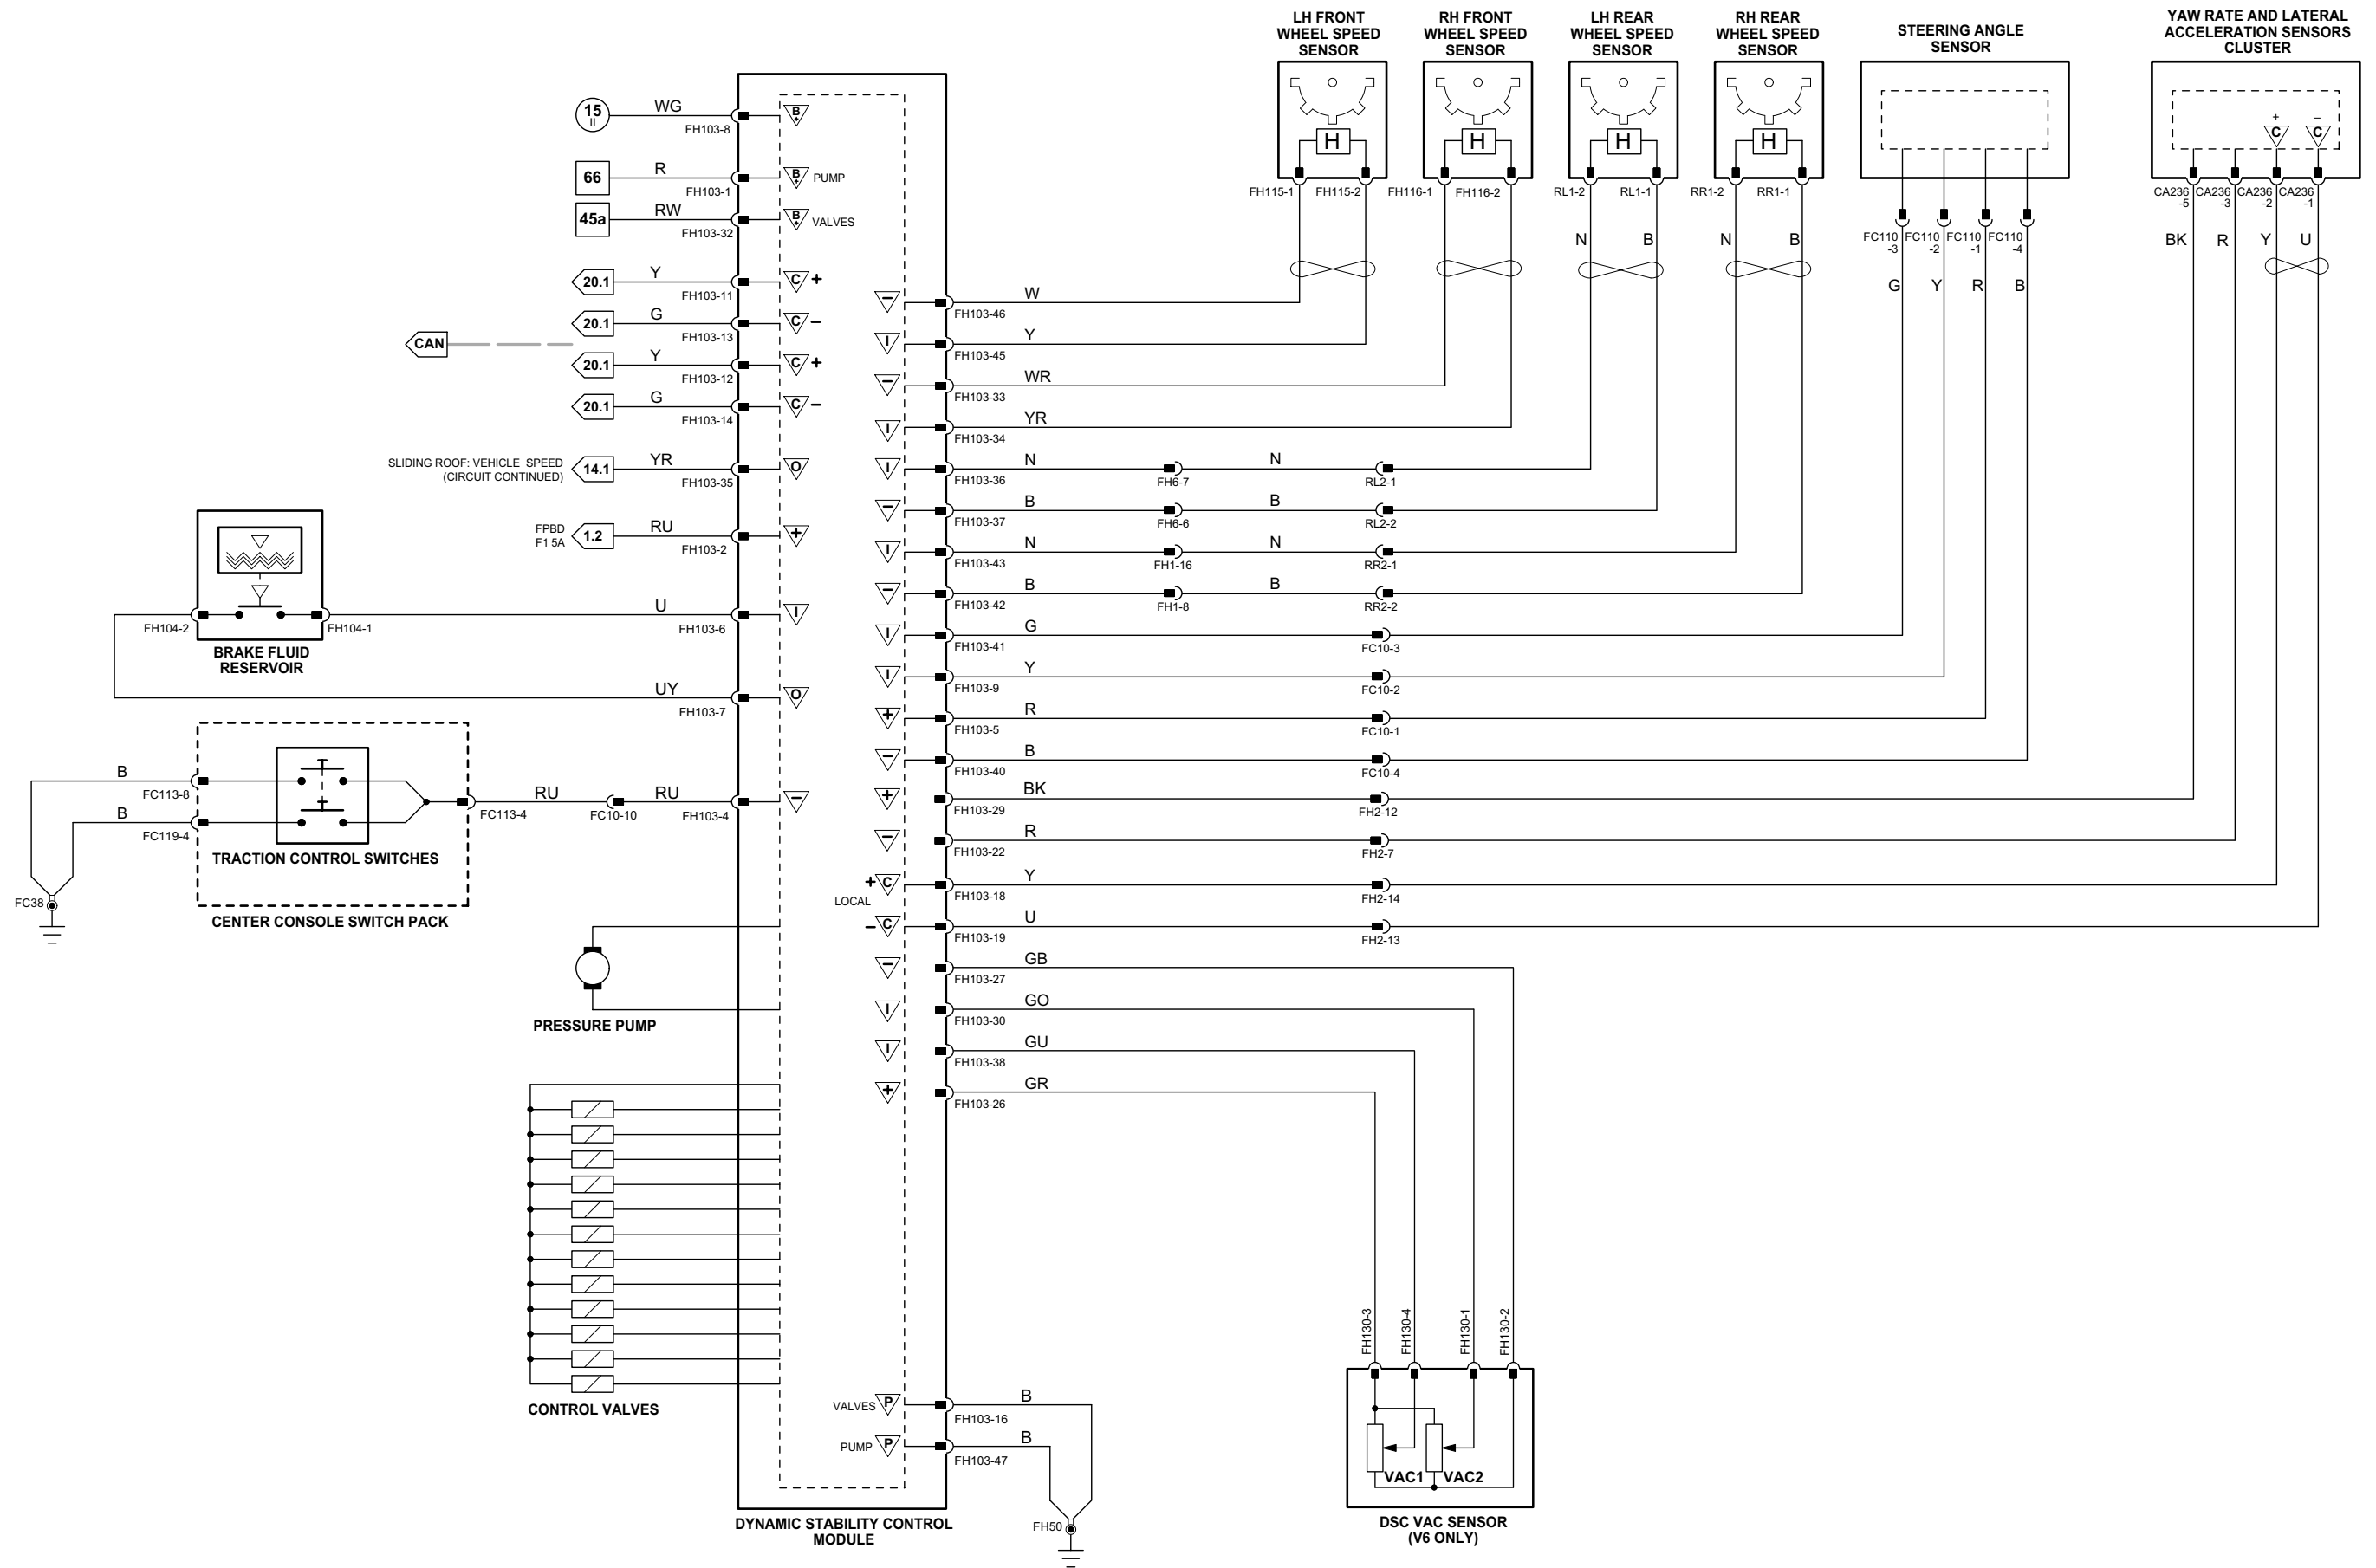 LH FRONT
WHEEL SPEED
SENSOR
RH FRONT
WHEEL SPEED
SENSOR
LH REAR
WHEEL SPEED
SENSOR
RH REAR
WHEEL SPEED
SENSOR
STEERING ANGLE
SENSOR
YAW RATE AND LATERAL
ACCELERATION SENSORS
CLUSTER
H
H
H
H
+
–
C
C
FH115-1
FH115-2
FH116-1
FH116-2
RL1-2
RL1-1
RR1-2
RR1-1
CA236
-5
CA236
-3
CA236
-2
CA236
-1
FC110
-3
FC110
-2
FC110
-1
FC110
-4
N
B
N
B
BK
R
Y
U
G
Y
R
B
15
II
WG
FH103-8
B
+
66
R
FH103-1
B
+
PUMP
45a
RW
FH103-32
B
+
VALVES
20.1
Y
FH103-11
C
+
20.1
G
FH103-13
C
–
CAN
20.1
Y
FH103-12
C
+
20.1
G
FH103-14
C
–
SLIDING ROOF: VEHICLE SPEED
(CIRCUIT CONTINUED)
14.1
YR
FH103-35
O
FPBD
F1 5A
1.2
RU
FH103-2
+
FH104-2
FH104-1
U
FH103-6
I
BRAKE FLUID
RESERVOIR
UY
FH103-7
O
B
FC113-8
B
FC119-4
FC113-4
RU
FC10-10
RU
FH103-4
–
TRACTION CONTROL SWITCHES
CENTER CONSOLE SWITCH PACK
FC38
PRESSURE PUMP
CONTROL VALVES
–
FH103-46
W
I
FH103-45
Y
–
FH103-33
WR
I
FH103-34
YR
I
FH103-36
N
FH6-7
N
RL2-1
–
FH103-37
B
FH6-6
B
RL2-2
I
FH103-43
N
FH1-16
N
RR2-1
–
FH103-42
B
FH1-8
B
RR2-2
I
FH103-41
G
FC10-3
I
FH103-9
Y
FC10-2
+
FH103-5
R
FC10-1
–
FH103-40
B
FC10-4
+
FH103-29
BK
FH2-12
–
FH103-22
R
FH2-7
+
C
LOCAL
FH103-18
Y
FH2-14
–
C
FH103-19
U
FH2-13
–
FH103-27
GB
I
FH103-30
GO
I
FH103-38
GU
+
FH103-26
GR
FH130-3
FH130-4
FH130-1
FH130-2
VAC1
VAC2
DSC VAC SENSOR
(V6 ONLY)
VALVES
P
FH103-16
B
PUMP
P
FH103-47
B
FH50
DYNAMIC STABILITY CONTROL
MODULE